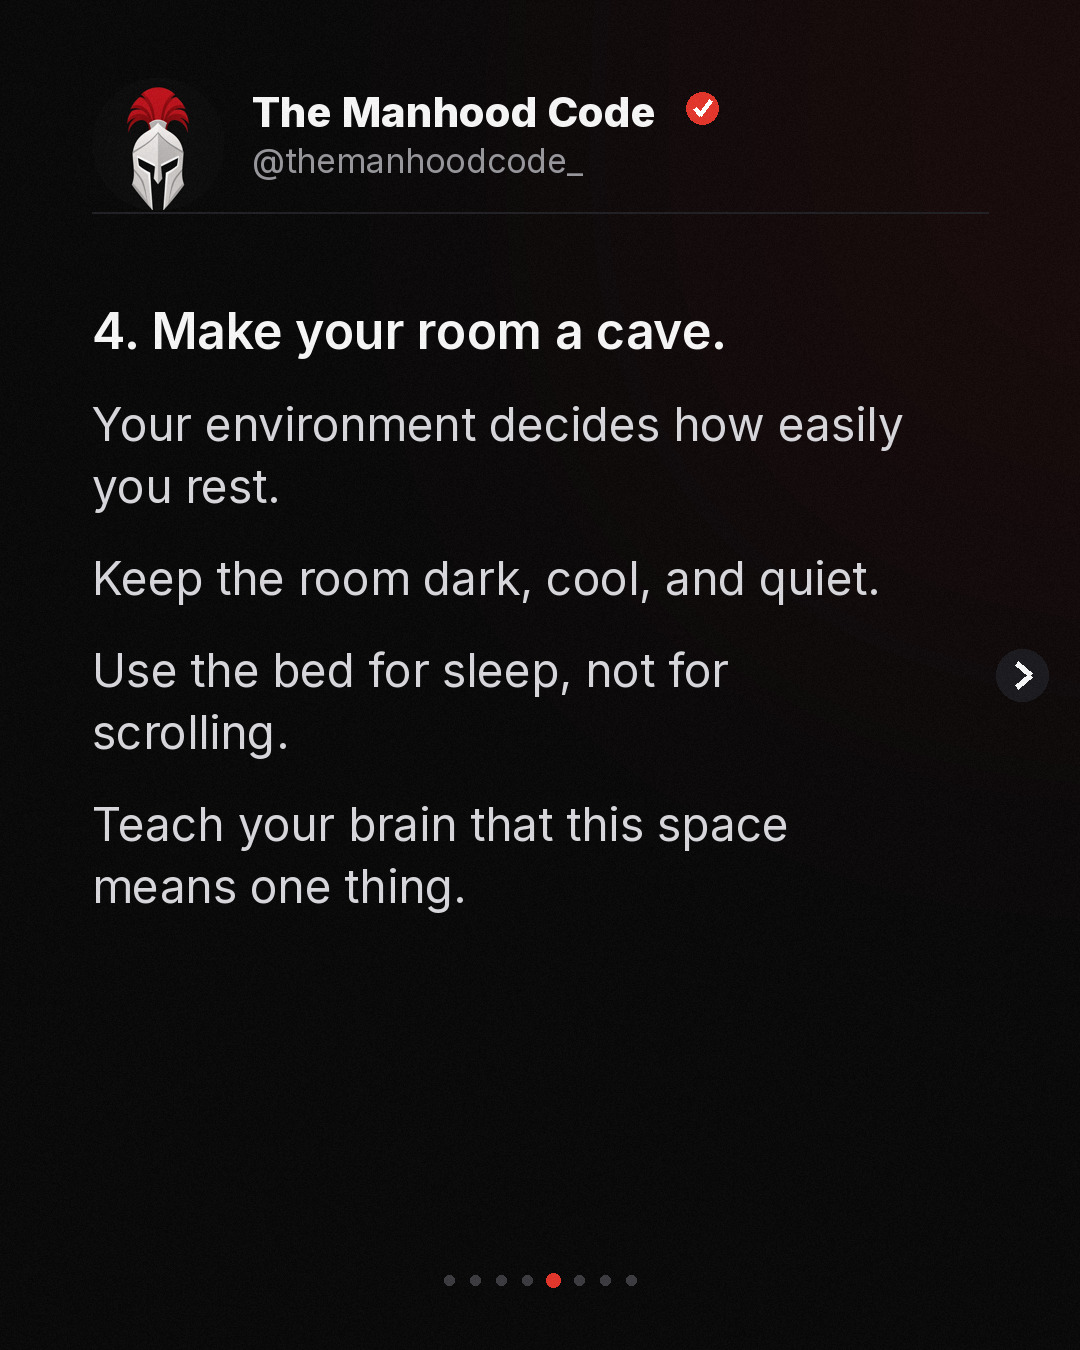 The Manhood Code
@themanhoodcode_
4. Make your room a cave.
Your environment decides how easily
you rest.
Keep the room dark, cool, and quiet.
Use the bed for sleep, not for
scrolling.
Teach your brain that this space
means one thing.